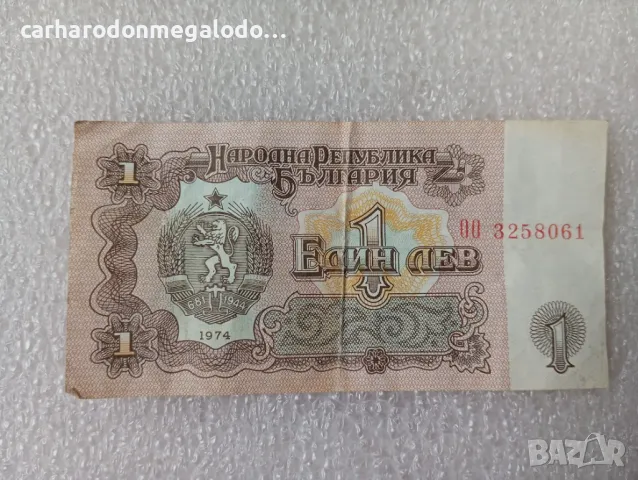 carharodonmegalodo...
1
НАРОДНА РЕПУБЛИКА
БЪЛГАРИЯ
1
ОО 3258061
ЕДИН ЛЕВ
681 1944
1974
1
1
BAZAR